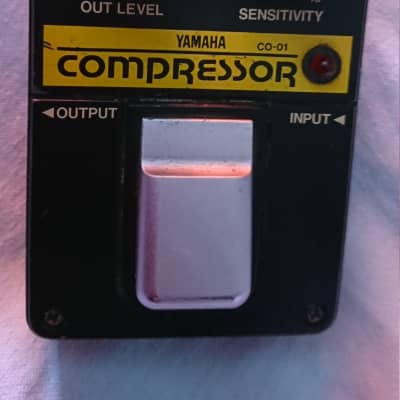 OUT LEVEL
SENSITIVITY
YAMAHA CO-01
COMPRESSOR
◄OUTPUT
INPUT◄